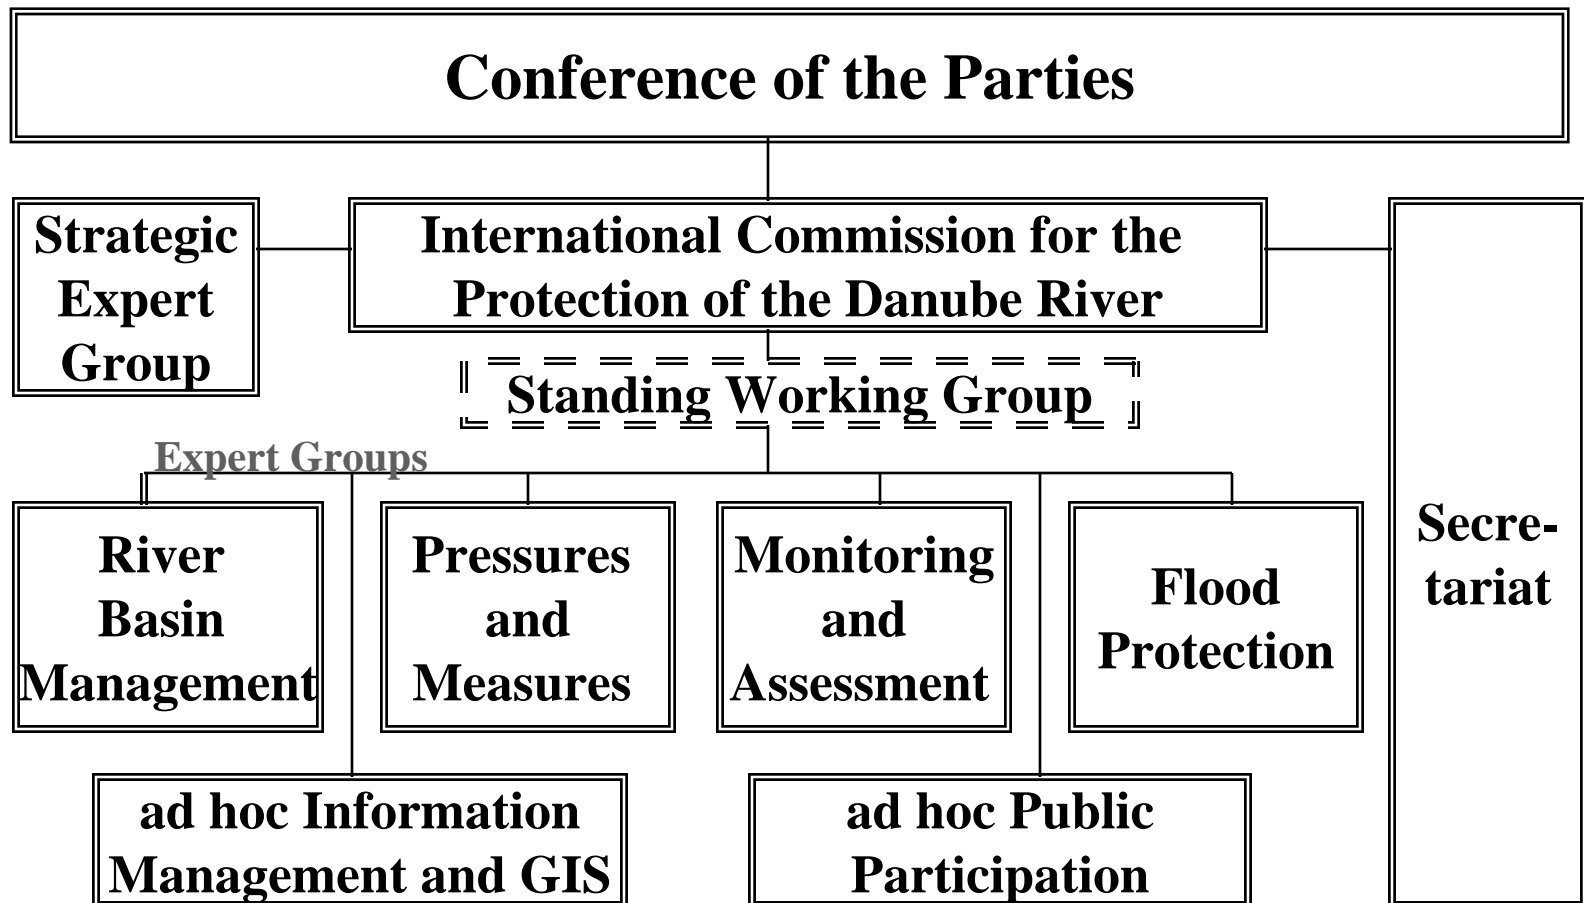 Conference of the Parties
Strategic
Expert
Group
International Commission for the
Protection of the Danube River
Standing Working Group
Expert Groups
River
Basin
Management
Pressures
and
Measures
Monitoring
and
Assessment
Flood
Protection
Secre-
tariat
ad hoc Information
Management and GIS
ad hoc Public
Participation